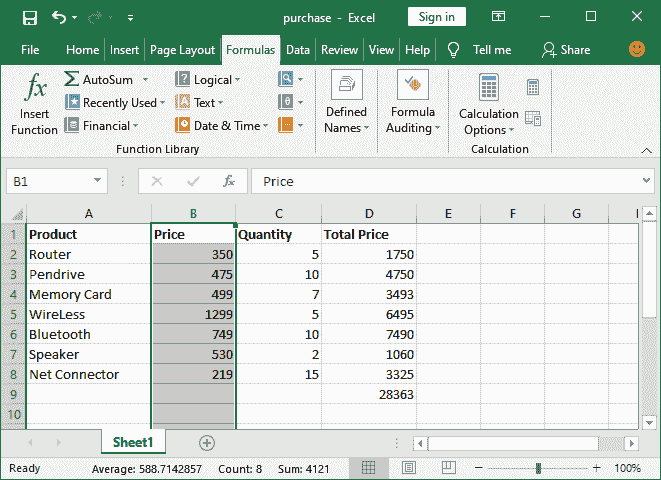 purchase - Excel
Sign in
File Home Insert Page Layout Formulas Data Review View Help Tell me Share
fx
Insert Function
AutoSum
Recently Used
Financial
Logical
Text
Date & Time
Defined Names
Formula Auditing
Calculation Options
Function Library
Calculation
B1
fx
Price
A B C D E F G
1 Product Price Quantity Total Price
2 Router 350 5 1750
3 Pendrive 475 10 4750
4 Memory Card 499 7 3493
5 WireLess 1299 5 6495
6 Bluetooth 749 10 7490
7 Speaker 530 2 1060
8 Net Connector 219 15 3325
9 28363
10
Sheet1
Ready Average: 588.7142857 Count: 8 Sum: 4121 100%